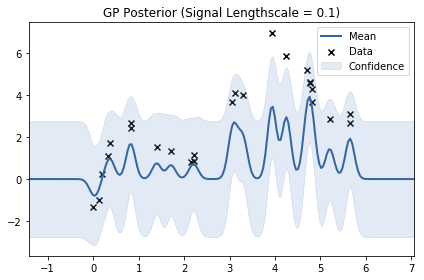 GP Posterior (Signal Lengthscale = 0.1)
Mean
Data
Confidence
6
4
2
0
−2
−1 0 1 2 3 4 5 6 7